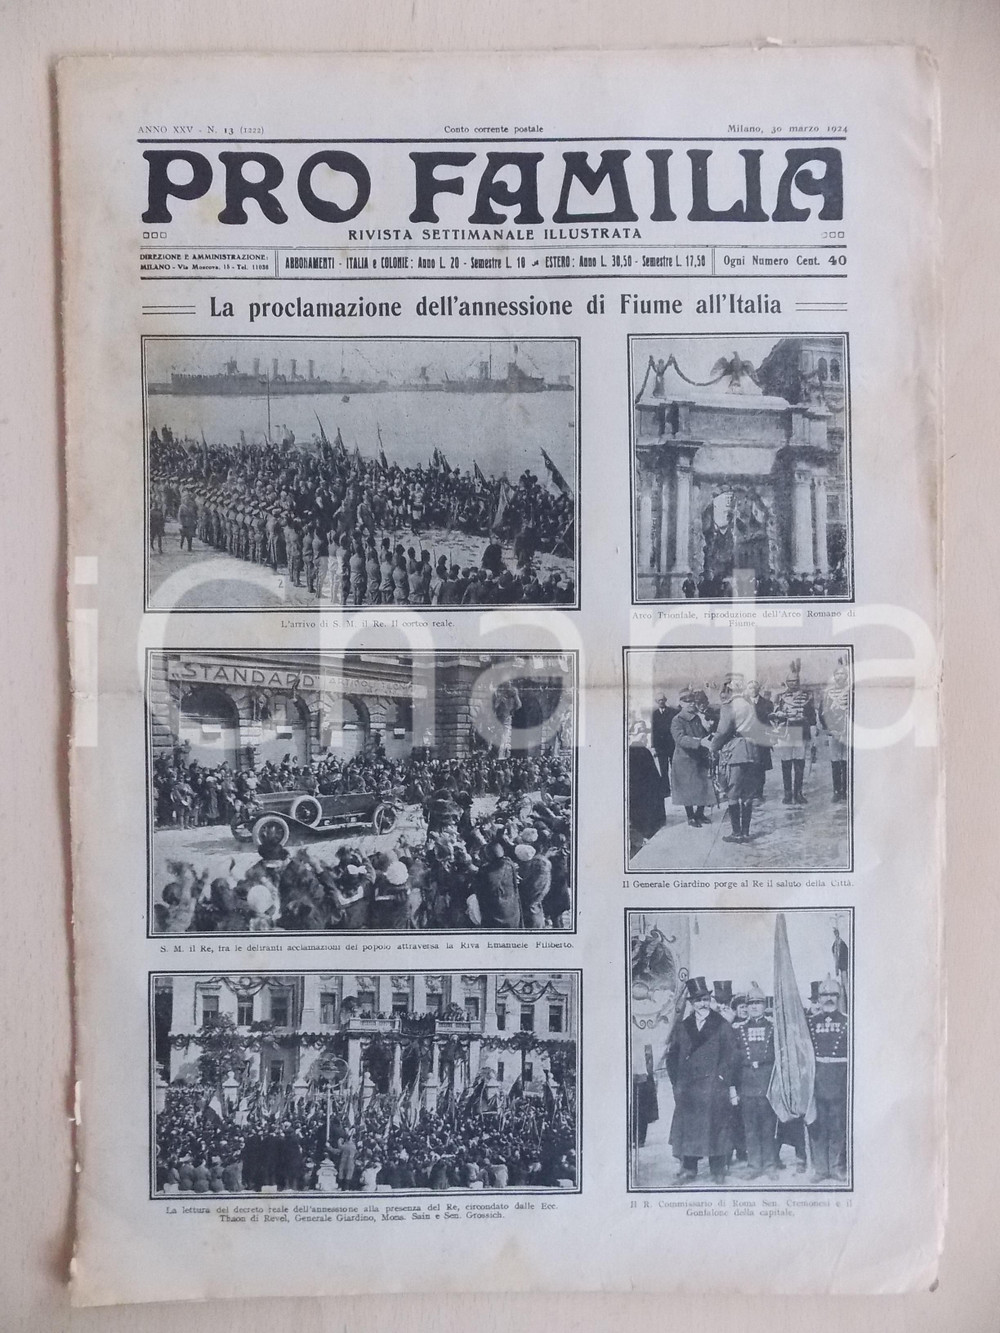 ANNO XXV - N. 13 (1222)
Conto corrente postale
Milano, 30 marzo 1924
PRO FAMILIA
RIVISTA SETTIMANALE ILLUSTRATA
DIREZIONE E AMMINISTRAZIONE:
MILANO - Via Moscova, 15 - Tel. 11028
ABBONAMENTI - ITALIA e COLONIE: Anno L. 20 - Semestre L. 10 - ESTERO: Anno L. 30,50 - Semestre L. 17,50
Ogni Numero Cent. 40
La proclamazione dell'annessione di Fiume all'Italia
L'arrivo di S. M. il Re. Il corteo reale.
Arco Trionfale, riproduzione dell'Arco Romano di
Fiume.
STANDARD
S. M. il Re, tra le deliranti acclamazioni del popolo attraversa la Riva Emanuele Filiberto.
Il Generale Giardino porge al Re il saluto della Città.
La lettura del decreto reale dell'annessione alla presenza del Re, circondato dalle Ecc.
Thaon di Revel, Generale Giardino, Mons. Sain e Sen. Grossich.
Il R. Commissario di Roma Sen. Cremonesi e il
Gonfalone della capitale.
iCharta